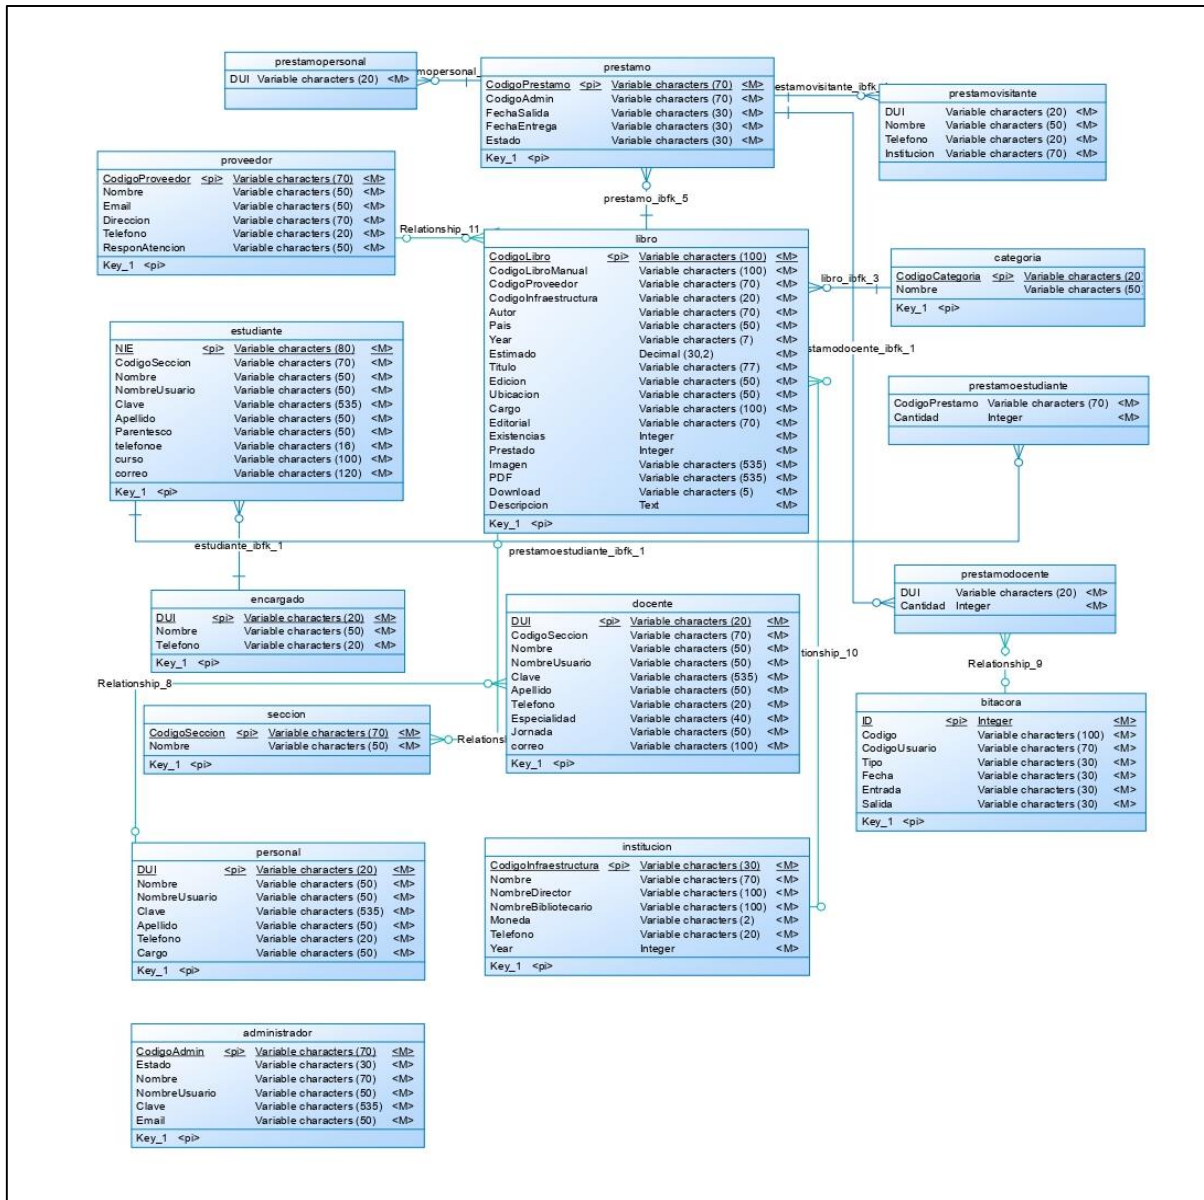 prestamopersonal
DUI Variable characters (20) <M>
mopersonal_
prestamo
CodigoPrestamo <pi> Variable characters (70) <M>
CodigoAdmin Variable characters (70) <M>
FechaSalida Variable characters (30) <M>
FechaEntrega Variable characters (30) <M>
Estado Variable characters (30) <M>
Key_1 <pi>
estamovisitante_ibfk
prestamovisitante
DUI Variable characters (20) <M>
Nombre Variable characters (50) <M>
Telefono Variable characters (20) <M>
Institucion Variable characters (70) <M>
proveedor
CodigoProveedor <pi> Variable characters (70) <M>
Nombre Variable characters (50) <M>
Email Variable characters (50) <M>
Direccion Variable characters (70) <M>
Telefono Variable characters (20) <M>
ResponAtencion Variable characters (50) <M>
Key_1 <pi>
prestamo_ibfk_5
Relationship_11
libro
CodigoLibro <pi> Variable characters (100) <M>
CodigoLibroManual Variable characters (100) <M>
CodigoProveedor Variable characters (70) <M>
CodigoInfraestructura Variable characters (20) <M>
Autor Variable characters (70) <M>
Pais Variable characters (50) <M>
Year Variable characters (7) <M>
Estimado Decimal (30,2) <M>
Titulo Variable characters (77) <M>
Edicion Variable characters (50) <M>
Ubicacion Variable characters (50) <M>
Cargo Variable characters (100) <M>
Editorial Variable characters (70) <M>
Existencias Integer <M>
Prestado Integer <M>
Imagen Variable characters (535) <M>
PDF Variable characters (535) <M>
Download Variable characters (5) <M>
Descripcion Text <M>
Key_1 <pi>
libro_ibfk_3
categoria
CodigoCategoria <pi> Variable characters (20
Nombre Variable characters (50
Key_1 <pi>
stamodocente_ibfk_1
estudiante
NIE <pi> Variable characters (80) <M>
CodigoSeccion Variable characters (70) <M>
Nombre Variable characters (50) <M>
NombreUsuario Variable characters (50) <M>
Clave Variable characters (535) <M>
Apellido Variable characters (50) <M>
Parentesco Variable characters (50) <M>
telefonoe Variable characters (16) <M>
curso Variable characters (100) <M>
correo Variable characters (120) <M>
Key_1 <pi>
prestamoestudiante
CodigoPrestamo Variable characters (70) <M>
Cantidad Integer <M>
estudiante_ibfk_1
prestamoestudiante_ibfk_1
prestamodocente
DUI Variable characters (20) <M>
Cantidad Integer <M>
encargado
DUI <pi> Variable characters (20) <M>
Nombre Variable characters (50) <M>
Telefono Variable characters (20) <M>
Key_1 <pi>
docente
DUI <pi> Variable characters (20) <M>
CodigoSeccion Variable characters (70) <M>
Nombre Variable characters (50) <M>
NombreUsuario Variable characters (50) <M>
Clave Variable characters (535) <M>
Apellido Variable characters (50) <M>
Telefono Variable characters (20) <M>
Especialidad Variable characters (40) <M>
Jornada Variable characters (50) <M>
correo Variable characters (100) <M>
Key_1 <pi>
tionship_10
Relationship_9
Relationship_8
seccion
CodigoSeccion <pi> Variable characters (70) <M>
Nombre Variable characters (50) <M>
Key_1 <pi>
Relations
bitacora
ID <pi> Integer <M>
Codigo Variable characters (100) <M>
CodigoUsuario Variable characters (70) <M>
Tipo Variable characters (30) <M>
Fecha Variable characters (30) <M>
Entrada Variable characters (30) <M>
Salida Variable characters (30) <M>
Key_1 <pi>
personal
DUI <pi> Variable characters (20) <M>
Nombre Variable characters (50) <M>
NombreUsuario Variable characters (50) <M>
Clave Variable characters (535) <M>
Apellido Variable characters (50) <M>
Telefono Variable characters (20) <M>
Cargo Variable characters (50) <M>
Key_1 <pi>
institucion
CodigoInfraestructura <pi> Variable characters (30) <M>
Nombre Variable characters (70) <M>
NombreDirector Variable characters (100) <M>
NombreBibliotecario Variable characters (100) <M>
Moneda Variable characters (2) <M>
Telefono Variable characters (20) <M>
Year Integer <M>
Key_1 <pi>
administrador
CodigoAdmin <pi> Variable characters (70) <M>
Estado Variable characters (30) <M>
Nombre Variable characters (70) <M>
NombreUsuario Variable characters (50) <M>
Clave Variable characters (535) <M>
Email Variable characters (50) <M>
Key_1 <pi>